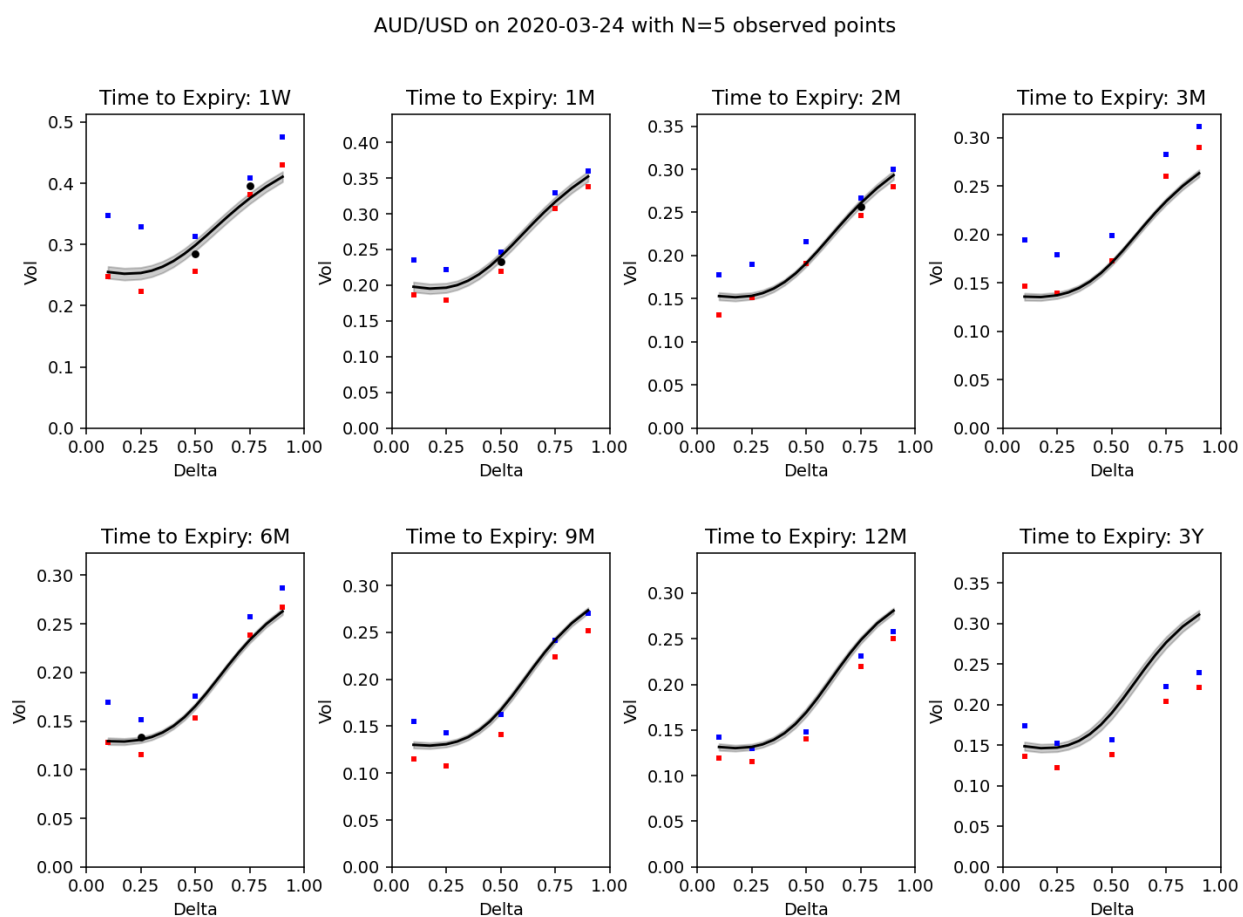 AUD/USD on 2020-03-24 with N=5 observed points
Time to Expiry: 1W
0.5
0.4
0.3
0.2
0.1
0.0
Vol
0.00 0.25 0.50 0.75 1.00
Delta
Time to Expiry: 1M
0.40
0.35
0.30
0.25
0.20
0.15
0.10
0.05
0.00
Vol
0.00 0.25 0.50 0.75 1.00
Delta
Time to Expiry: 2M
0.35
0.30
0.25
0.20
0.15
0.10
0.05
0.00
Vol
0.00 0.25 0.50 0.75 1.00
Delta
Time to Expiry: 3M
0.30
0.25
0.20
0.15
0.10
0.05
0.00
Vol
0.00 0.25 0.50 0.75 1.00
Delta
Time to Expiry: 6M
0.30
0.25
0.20
0.15
0.10
0.05
0.00
Vol
0.00 0.25 0.50 0.75 1.00
Delta
Time to Expiry: 9M
0.30
0.25
0.20
0.15
0.10
0.05
0.00
Vol
0.00 0.25 0.50 0.75 1.00
Delta
Time to Expiry: 12M
0.30
0.25
0.20
0.15
0.10
0.05
0.00
Vol
0.00 0.25 0.50 0.75 1.00
Delta
Time to Expiry: 3Y
0.35
0.30
0.25
0.20
0.15
0.10
0.05
0.00
Vol
0.00 0.25 0.50 0.75 1.00
Delta